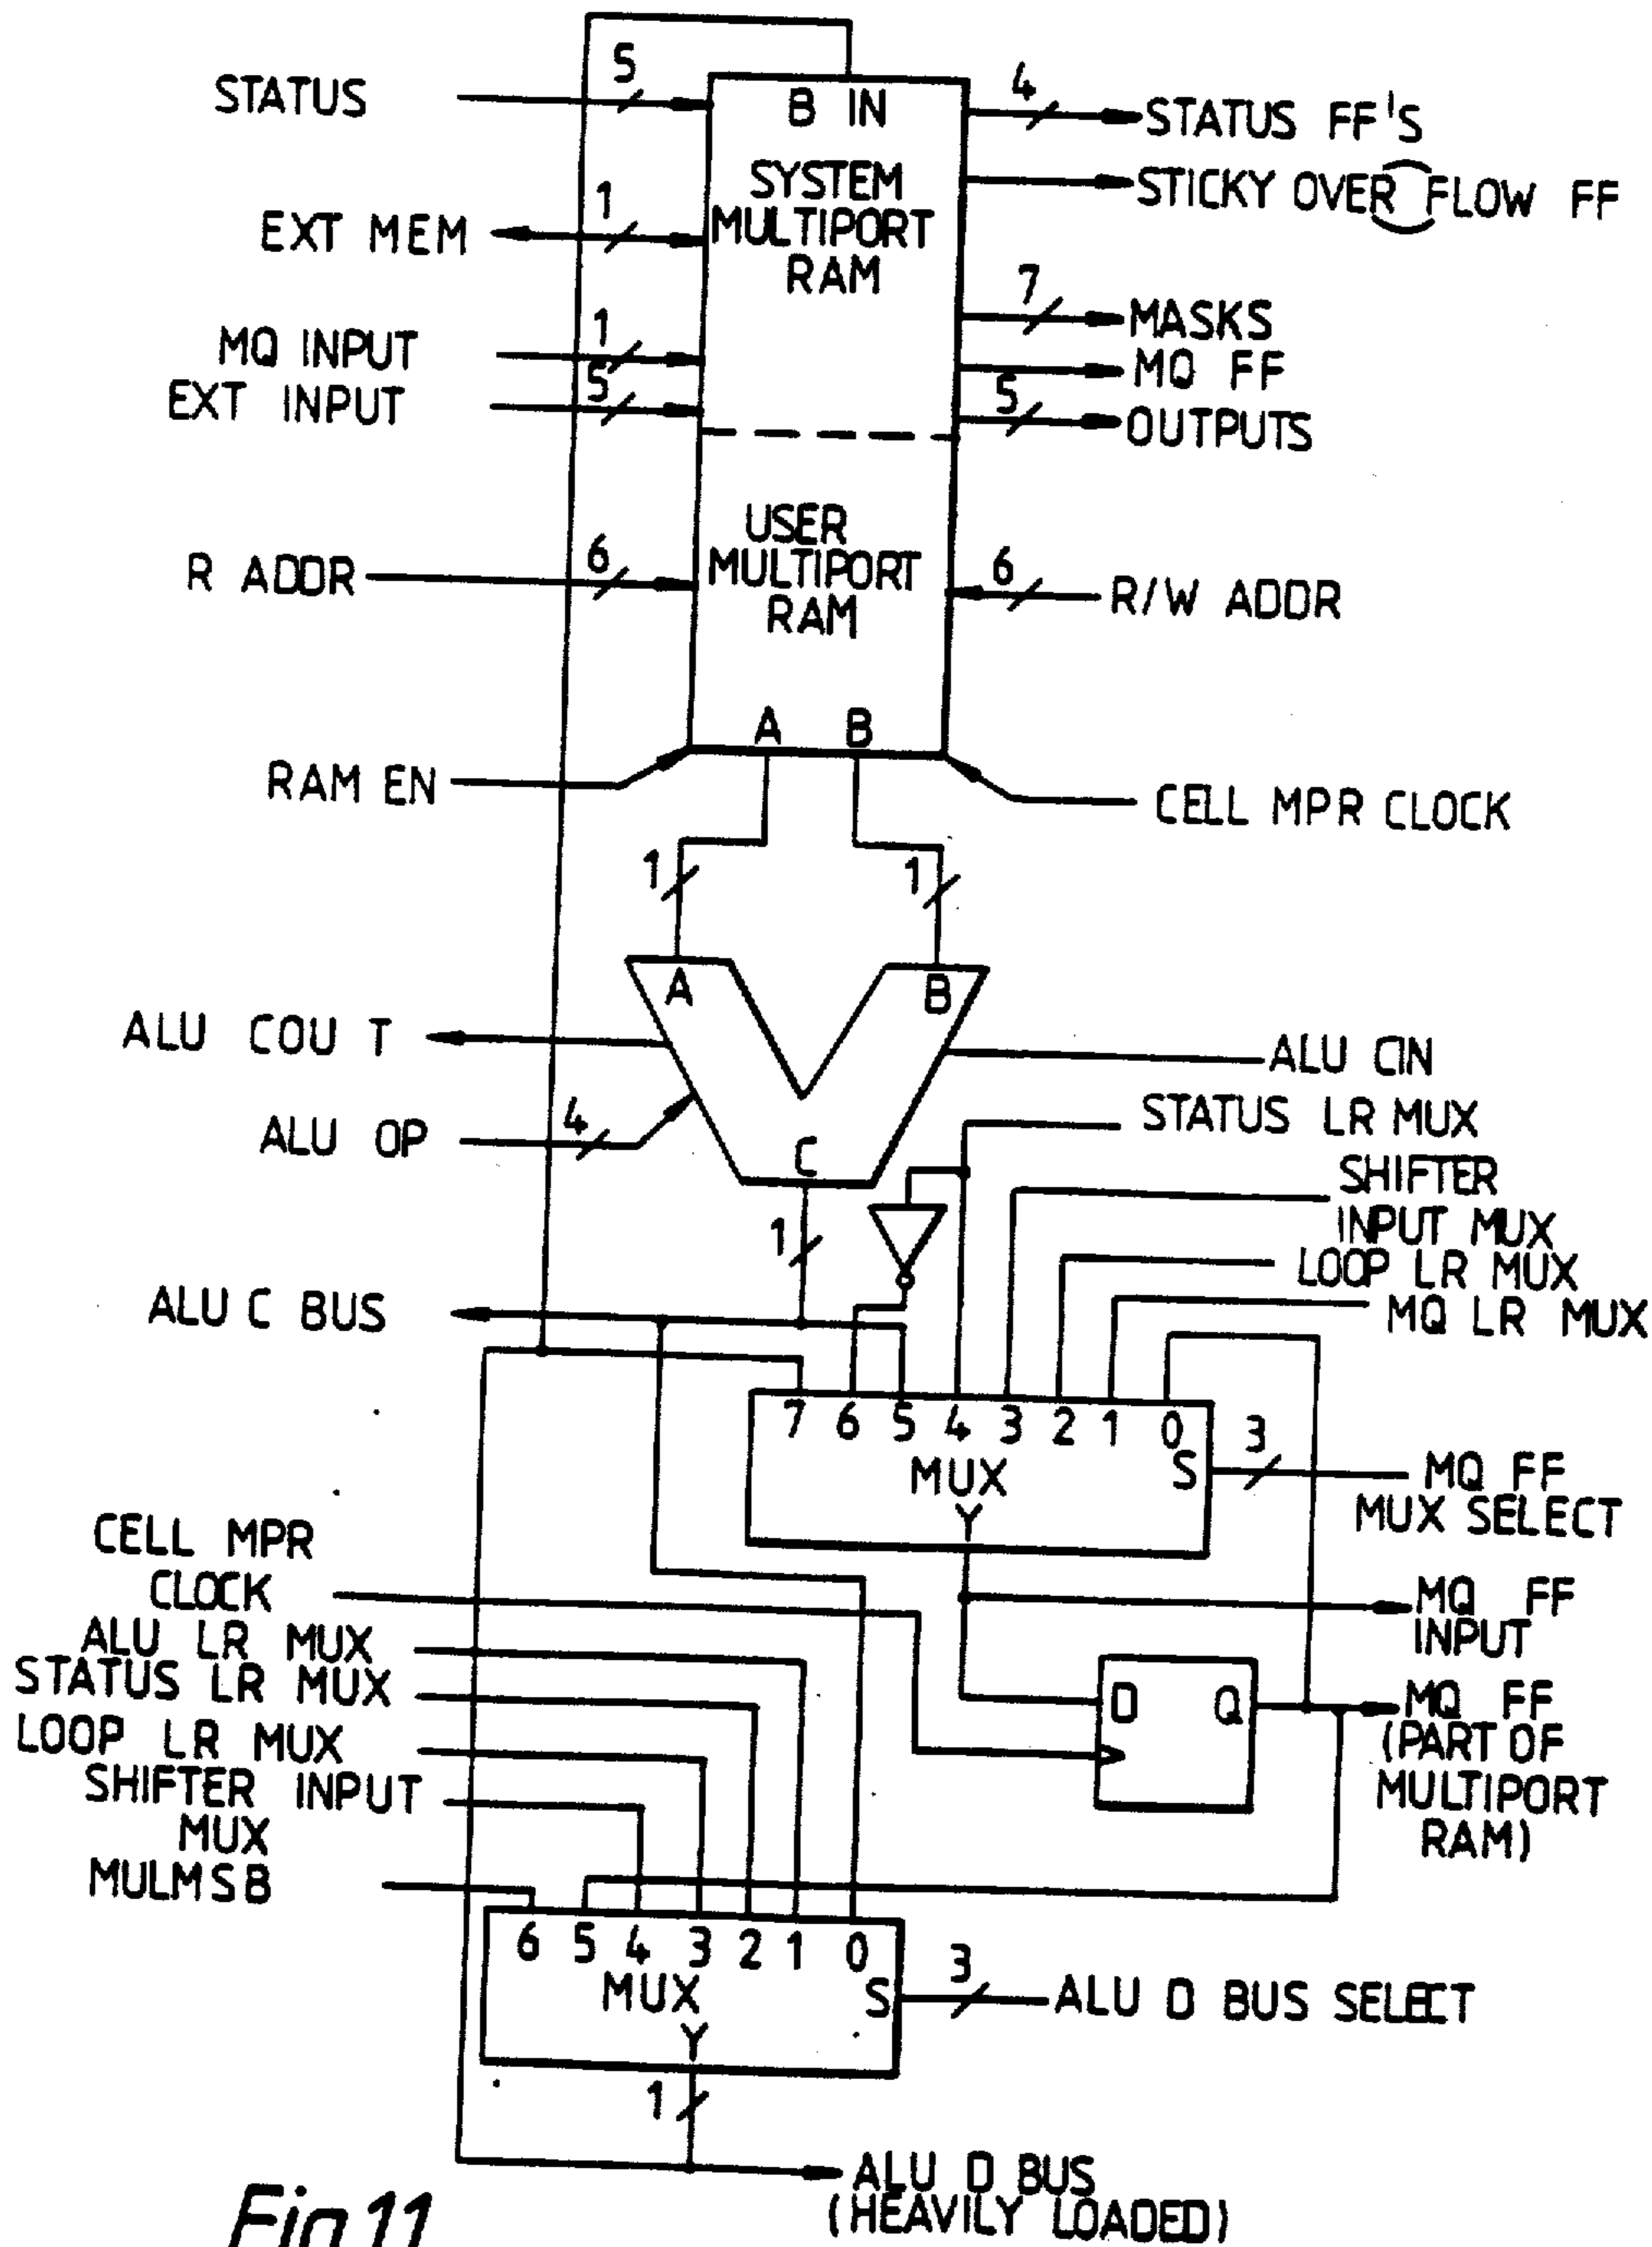 5
STATUS
B IN
4
STATUS FF'S
SYSTEM
MULTIPORT
RAM
STICKY OVER FLOW FF
1
EXT MEM
7
MASKS
1
MQ INPUT
MQ FF
5
EXT INPUT
5
OUTPUTS
USER
MULTIPORT
RAM
R ADDR
6
6
R/W ADDR
A B
RAM EN
CELL MPR CLOCK
1
1
A
B
ALU COU T
ALU CIN
ALU OP
4
C
STATUS LR MUX
SHIFTER
INPUT MUX
1
LOOP LR MUX
ALU C BUS
MQ LR MUX
7 6 5 4 3 2 1 0
MUX
S
3
MQ FF
MUX SELECT
Y
CELL MPR
CLOCK
MQ FF
INPUT
ALU LR MUX
STATUS LR MUX
D Q
MQ FF
(PART OF
MULTIPORT
RAM)
LOOP LR MUX
SHIFTER INPUT
MUX
MULMSB
6 5 4 3 2 1 0
MUX
S
3
ALU D BUS SELECT
Y
1
ALU D BUS
(HEAVILY LOADED)
Fig 11